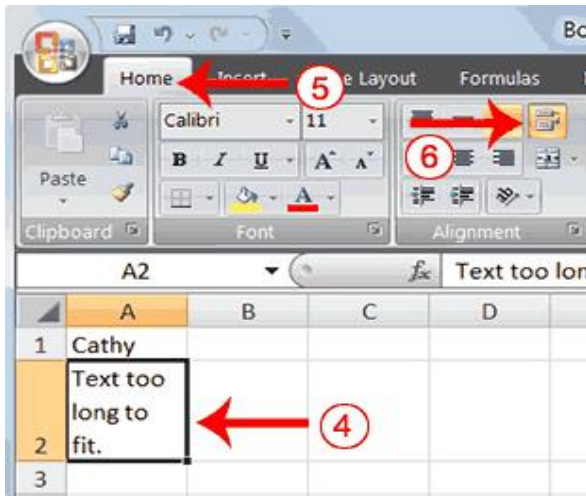 Bo
Home Insert e Layout Formulas
5
Calibri 11
6
B I U A A
Paste
A
Clipboard Font Alignment
A2 fx Text too lon
A B C D
1 Cathy
Text too
long to
2 fit.
4
3